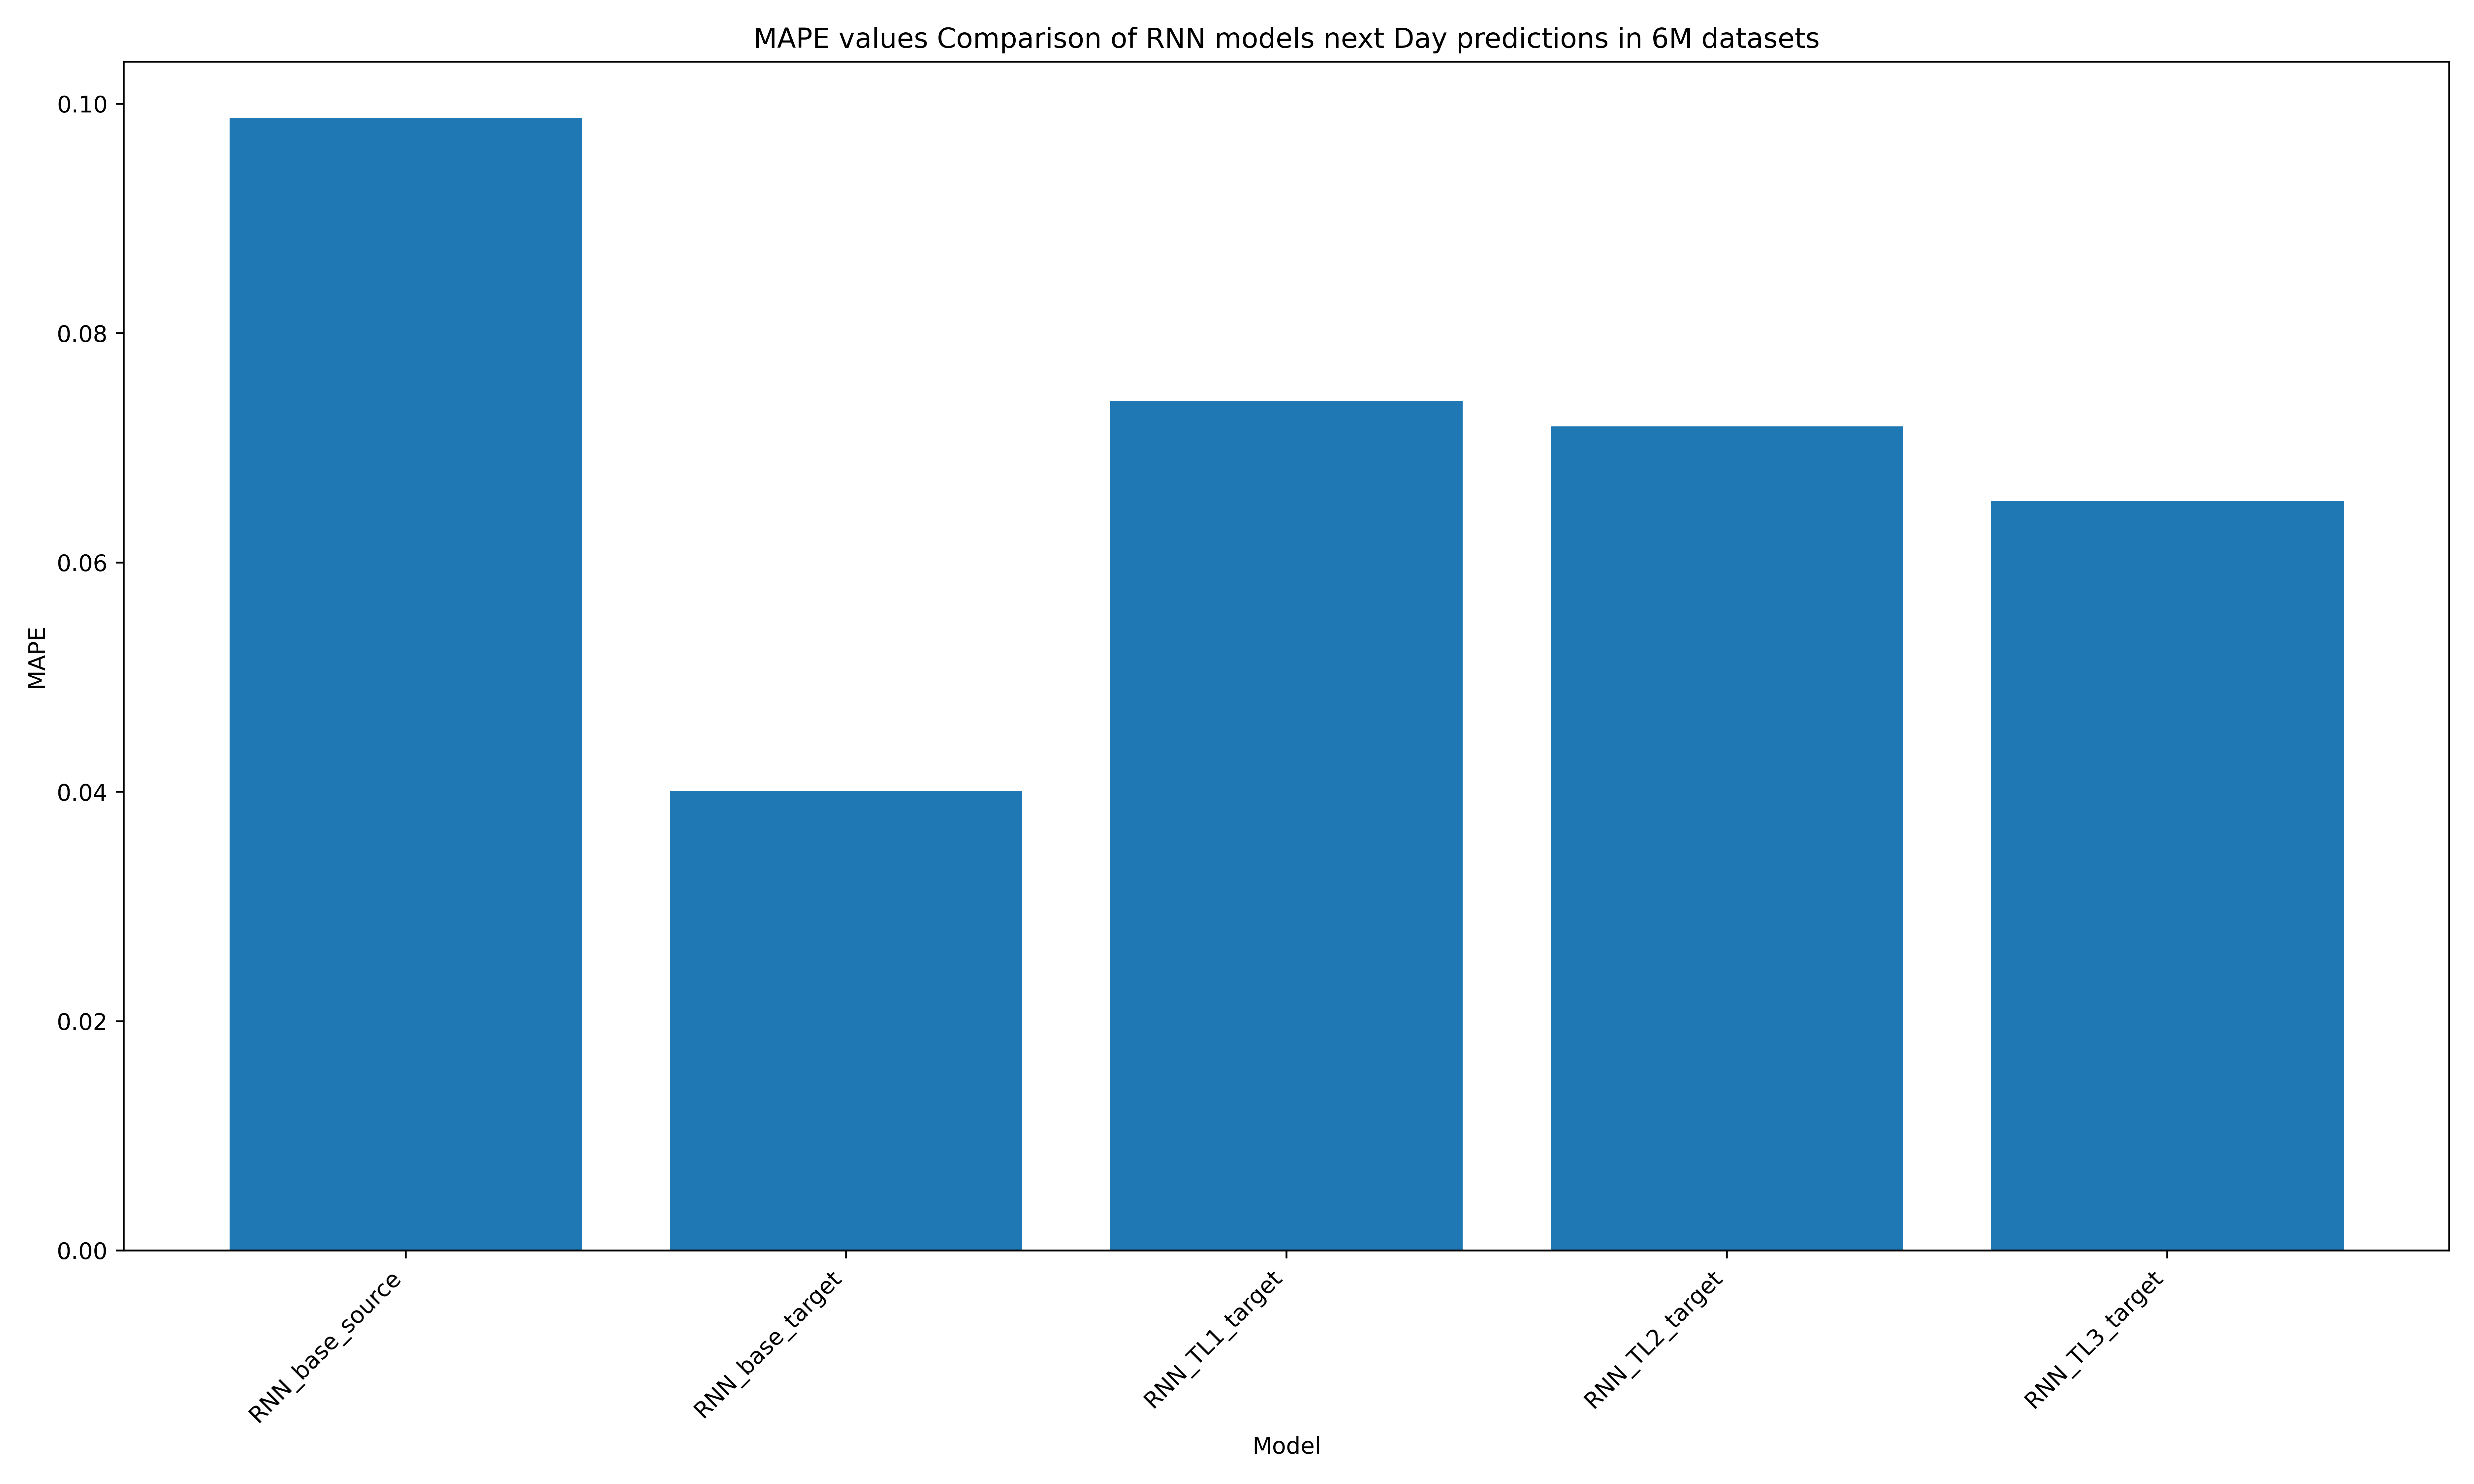 MAPE values Comparison of RNN models next Day predictions in 6M datasets
0.10
0.08
0.06
0.04
0.02
0.00
MAPE
RNN_base_source
RNN_base_target
RNN_TL1_target
RNN_TL2_target
RNN_TL3_target
Model